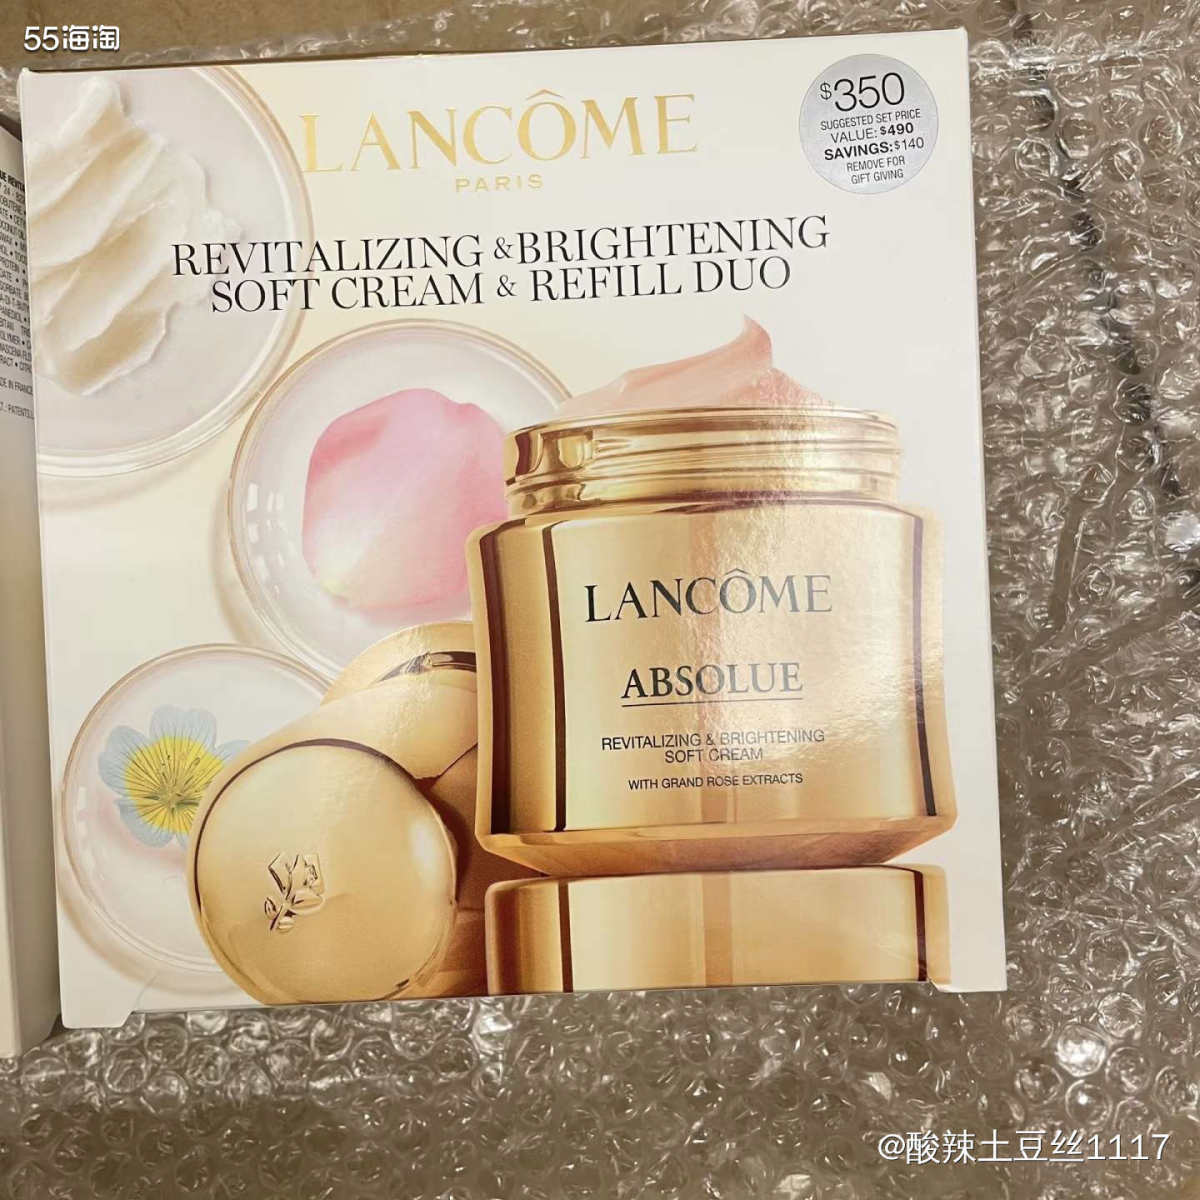 55海淘
LANCÔME
PARIS
REVITALIZING & BRIGHTENING
SOFT CREAM & REFILL DUO
$350
SUGGESTED SET PRICE
VALUE: $490
SAVINGS: $140
REMOVE FOR
GIFT GIVING
LANCÔME
ABSOLUE
REVITALIZING & BRIGHTENING
SOFT CREAM
WITH GRAND ROSE EXTRACTS
@酸辣土豆丝1117